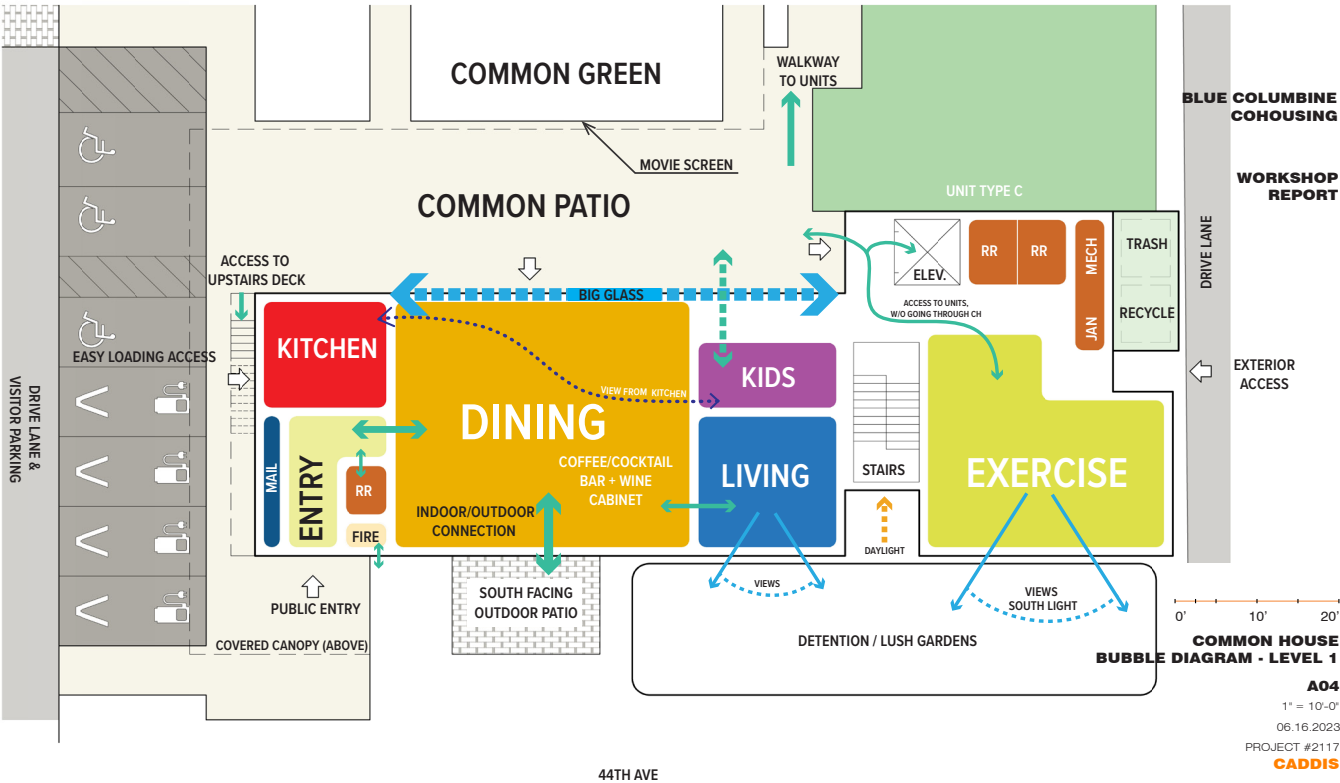 COMMON GREEN
WALKWAY
TO UNITS
BLUE COLUMBINE
COHOUSING
MOVIE SCREEN
WORKSHOP
REPORT
UNIT TYPE C
COMMON PATIO
ACCESS TO
UPSTAIRS DECK
ELEV.
RR
RR
MECH
JAN
TRASH
RECYCLE
DRIVE LANE
BIG GLASS
ACCESS TO UNITS,
W/O GOING THROUGH CH
KITCHEN
EASY LOADING ACCESS
KIDS
VIEW FROM KITCHEN
EXTERIOR
ACCESS
DRIVE LANE &
VISITOR PARKING
DINING
COFFEE/COCKTAIL
BAR + WINE
CABINET
LIVING
STAIRS
EXERCISE
MAIL
ENTRY
RR
FIRE
INDOOR/OUTDOOR
CONNECTION
DAYLIGHT
PUBLIC ENTRY
SOUTH FACING
OUTDOOR PATIO
VIEWS
VIEWS
SOUTH LIGHT
COVERED CANOPY (ABOVE)
DETENTION / LUSH GARDENS
0' 10' 20'
COMMON HOUSE
BUBBLE DIAGRAM - LEVEL 1
A04
1" = 10'-0"
06.16.2023
PROJECT #2117
CADDIS
44TH AVE